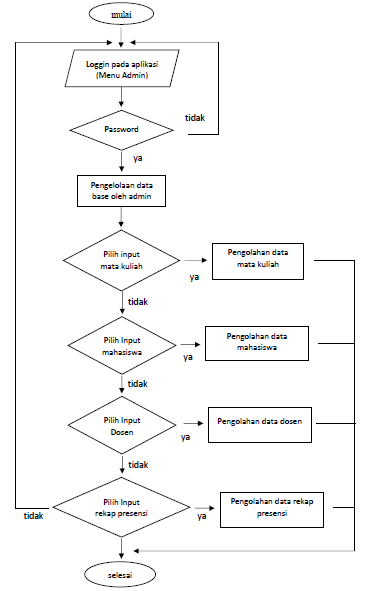 mulai
Loggin pada aplikasi
(Menu Admin)
tidak
Password
ya
Pengelolaan data
base oleh admin
Pilih input
mata kuliah
Pengolahan data
mata kuliah
ya
tidak
Pilih Input
mahasiswa
Pengolahan data
mahasiswa
ya
tidak
Pilih Input
Dosen
Pengolahan data dosen
ya
tidak
Pilih Input
rekap presensi
Pengolahan data rekap
presensi
tidak
ya
selesai